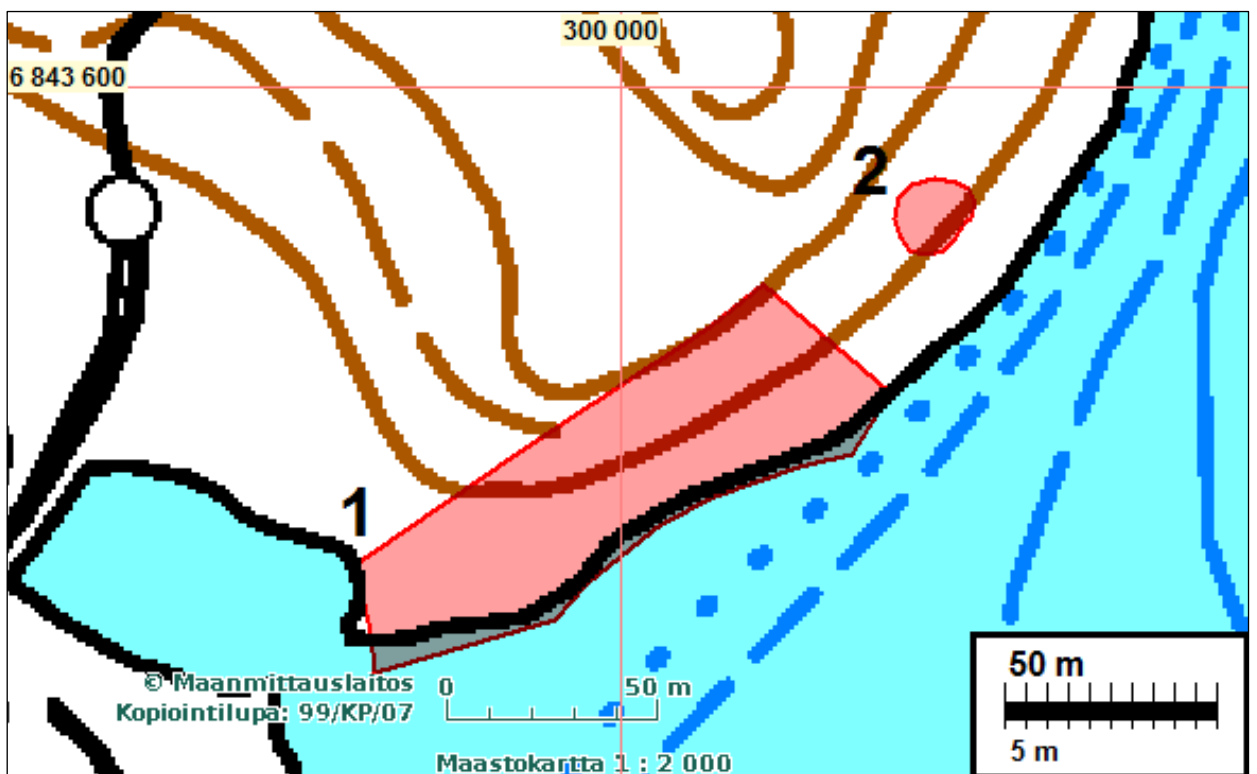 300 000
6 843 600
2
1
© Maanmittauslaitos
Kopiointilupa: 99/KP/07
0 50 m
Maastokartta 1 : 2 000
50 m
5 m